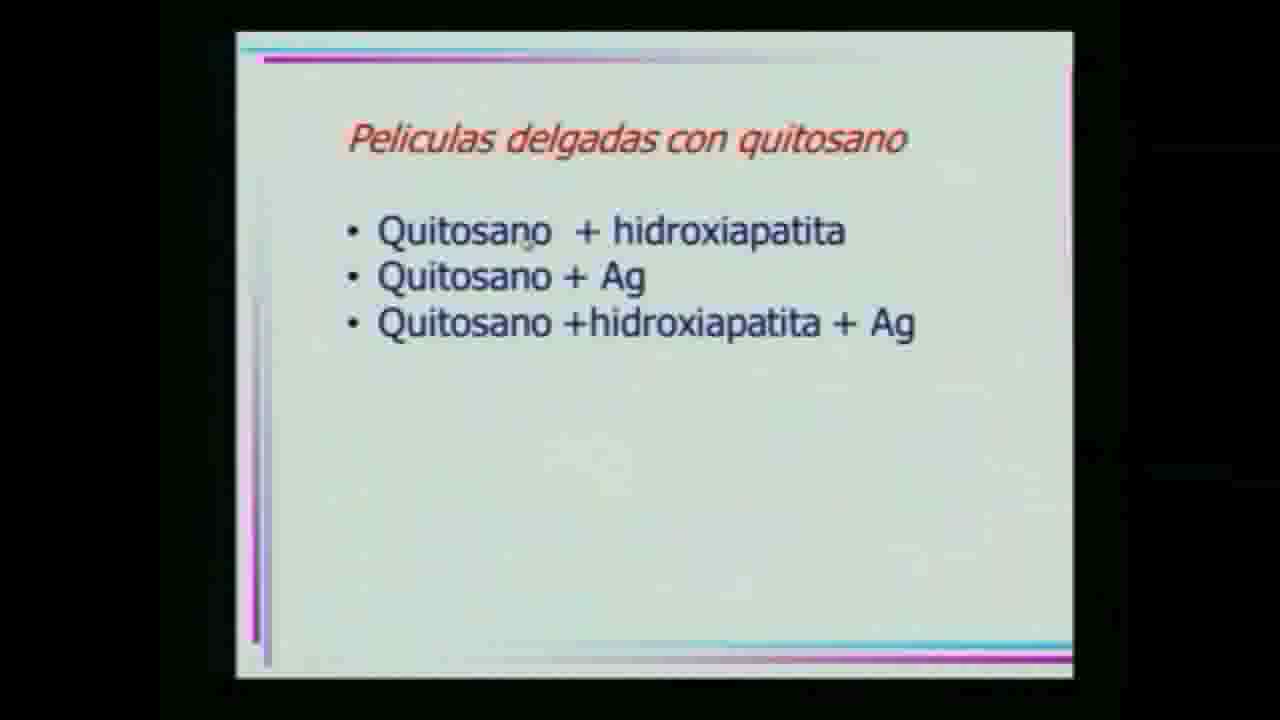 Peliculas delgadas con quitosano
• Quitosano + hidroxiapatita
• Quitosano + Ag
• Quitosano +hidroxiapatita + Ag